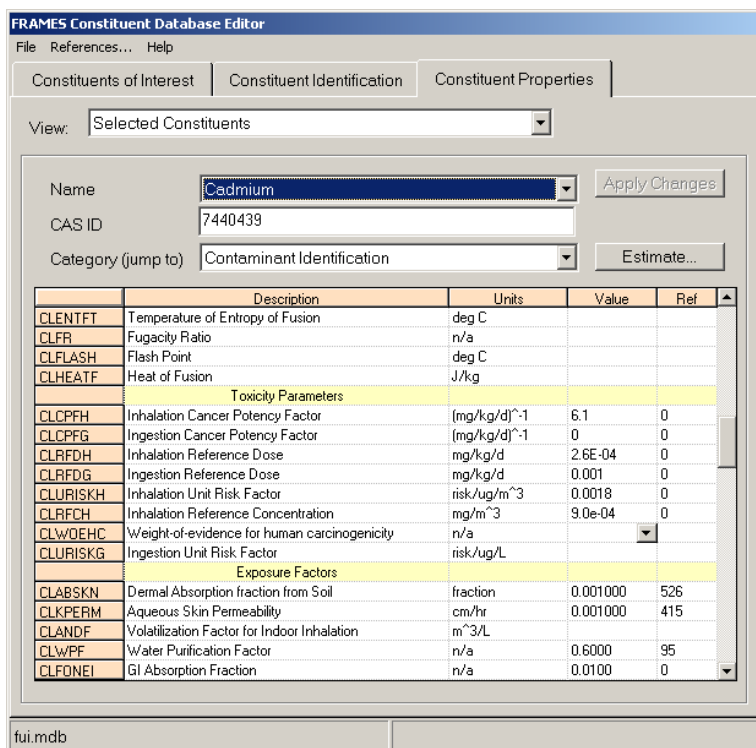 FRAMES Constituent Database Editor
File References... Help
Constituents of Interest Constituent Identification Constituent Properties
View: Selected Constituents
Name Cadmium Apply Changes
CAS ID 7440439
Category (jump to) Contaminant Identification Estimate...
Description Units Value Ref
CLENTFT Temperature of Entropy of Fusion deg C
CLFR Fugacity Ratio n/a
CLFLASH Flash Point deg C
CLHEATF Heat of Fusion J/kg
Toxicity Parameters
CLCPFH Inhalation Cancer Potency Factor (mg/kg/d)^-1 6.1 0
CLCPFG Ingestion Cancer Potency Factor (mg/kg/d)^-1 0 0
CLRFDH Inhalation Reference Dose mg/kg/d 2.6E-04 0
CLRFDG Ingestion Reference Dose mg/kg/d 0.001 0
CLURISKH Inhalation Unit Risk Factor risk/ug/m^3 0.0018 0
CLRFCH Inhalation Reference Concentration mg/m^3 9.0e-04 0
CLWOEHC Weight-of-evidence for human carcinogenicity n/a
CLURISKG Ingestion Unit Risk Factor risk/ug/L
Exposure Factors
CLABSKN Dermal Absorption fraction from Soil fraction 0.001000 526
CLKPERM Aqueous Skin Permeability cm/hr 0.001000 415
CLANDF Volatilization Factor for Indoor Inhalation m^3/L
CLWPF Water Purification Factor n/a 0.6000 95
CLFONEI GI Absorption Fraction n/a 0.0100 0
fui.mdb